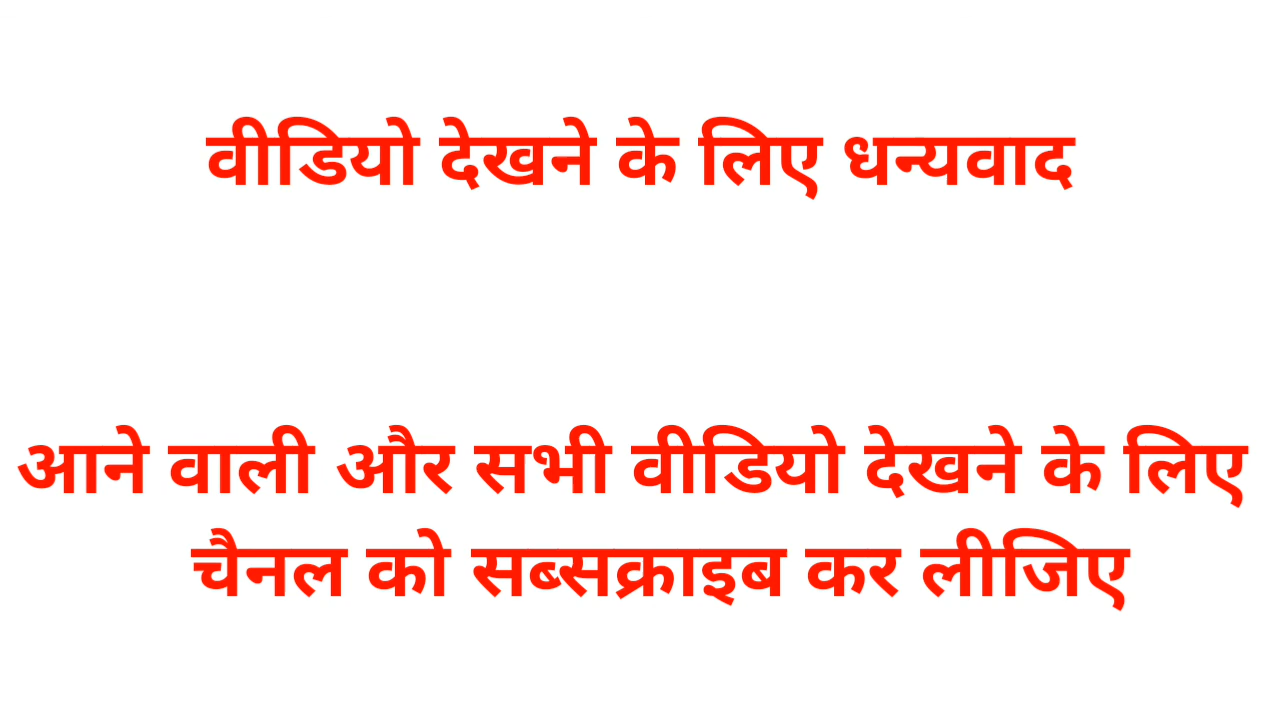 वीडियो देखने के लिए धन्यवाद
आने वाली और सभी वीडियो देखने के लिए
चैनल को सब्सक्राइब कर लीजिए